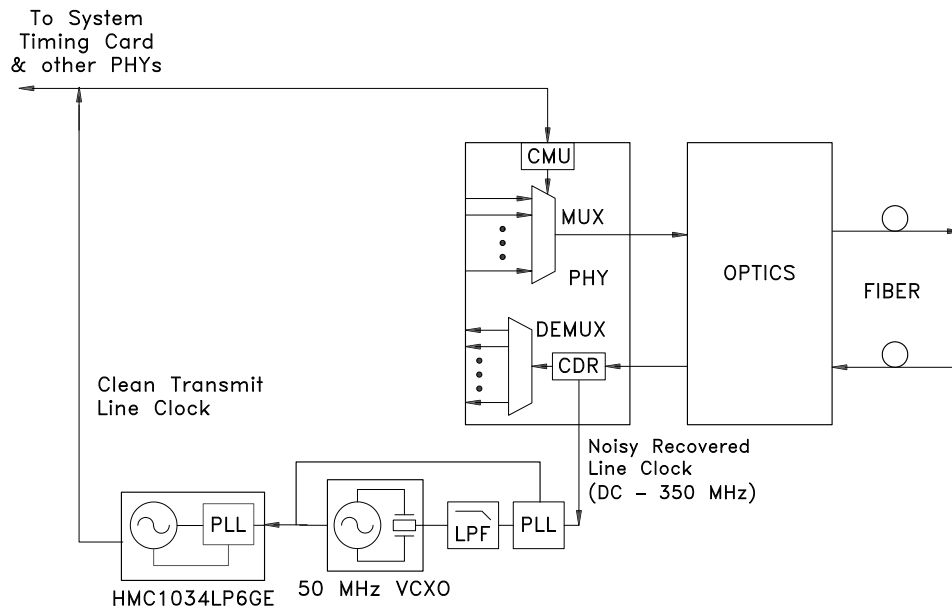 To System
Timing Card
& other PHYs
CMU
MUX
PHY
OPTICS
FIBER
DEMUX
CDR
Clean Transmit
Line Clock
Noisy Recovered
Line Clock
(DC - 350 MHz)
PLL
LPF
PLL
50 MHz VCXO
HMC1034LP6GE